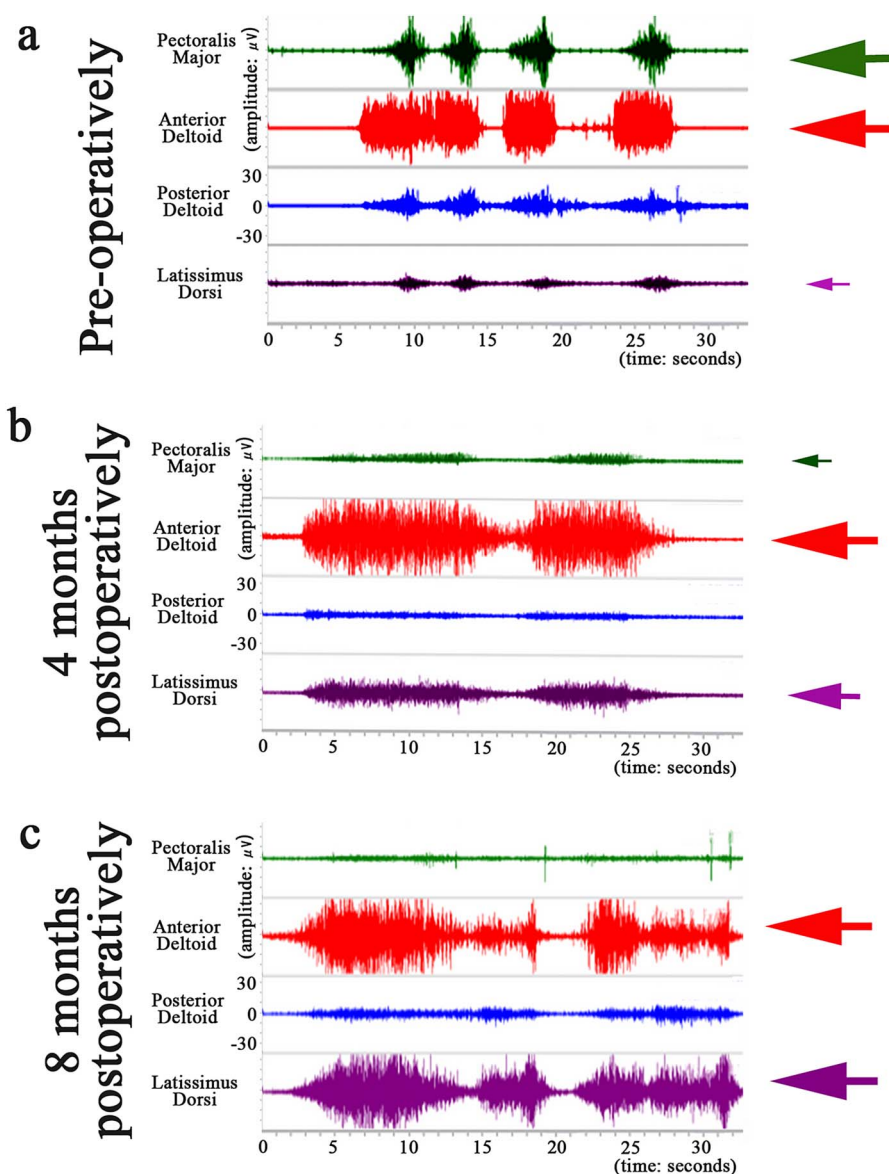 a
Pre-operatively
Pectoralis
Major
Anterior
Deltoid
Posterior
Deltoid
Latissimus
Dorsi
(amplitude: μV)
30
0
-30
0 5 10 15 20 25 30
(time: seconds)
b
4 months
postoperatively
Pectoralis
Major
Anterior
Deltoid
Posterior
Deltoid
Latissimus
Dorsi
(amplitude: μV)
30
0
-30
0 5 10 15 20 25 30
(time: seconds)
c
8 months
postoperatively
Pectoralis
Major
Anterior
Deltoid
Posterior
Deltoid
Latissimus
Dorsi
(amplitude: μV)
30
0
-30
0 5 10 15 20 25 30
(time: seconds)